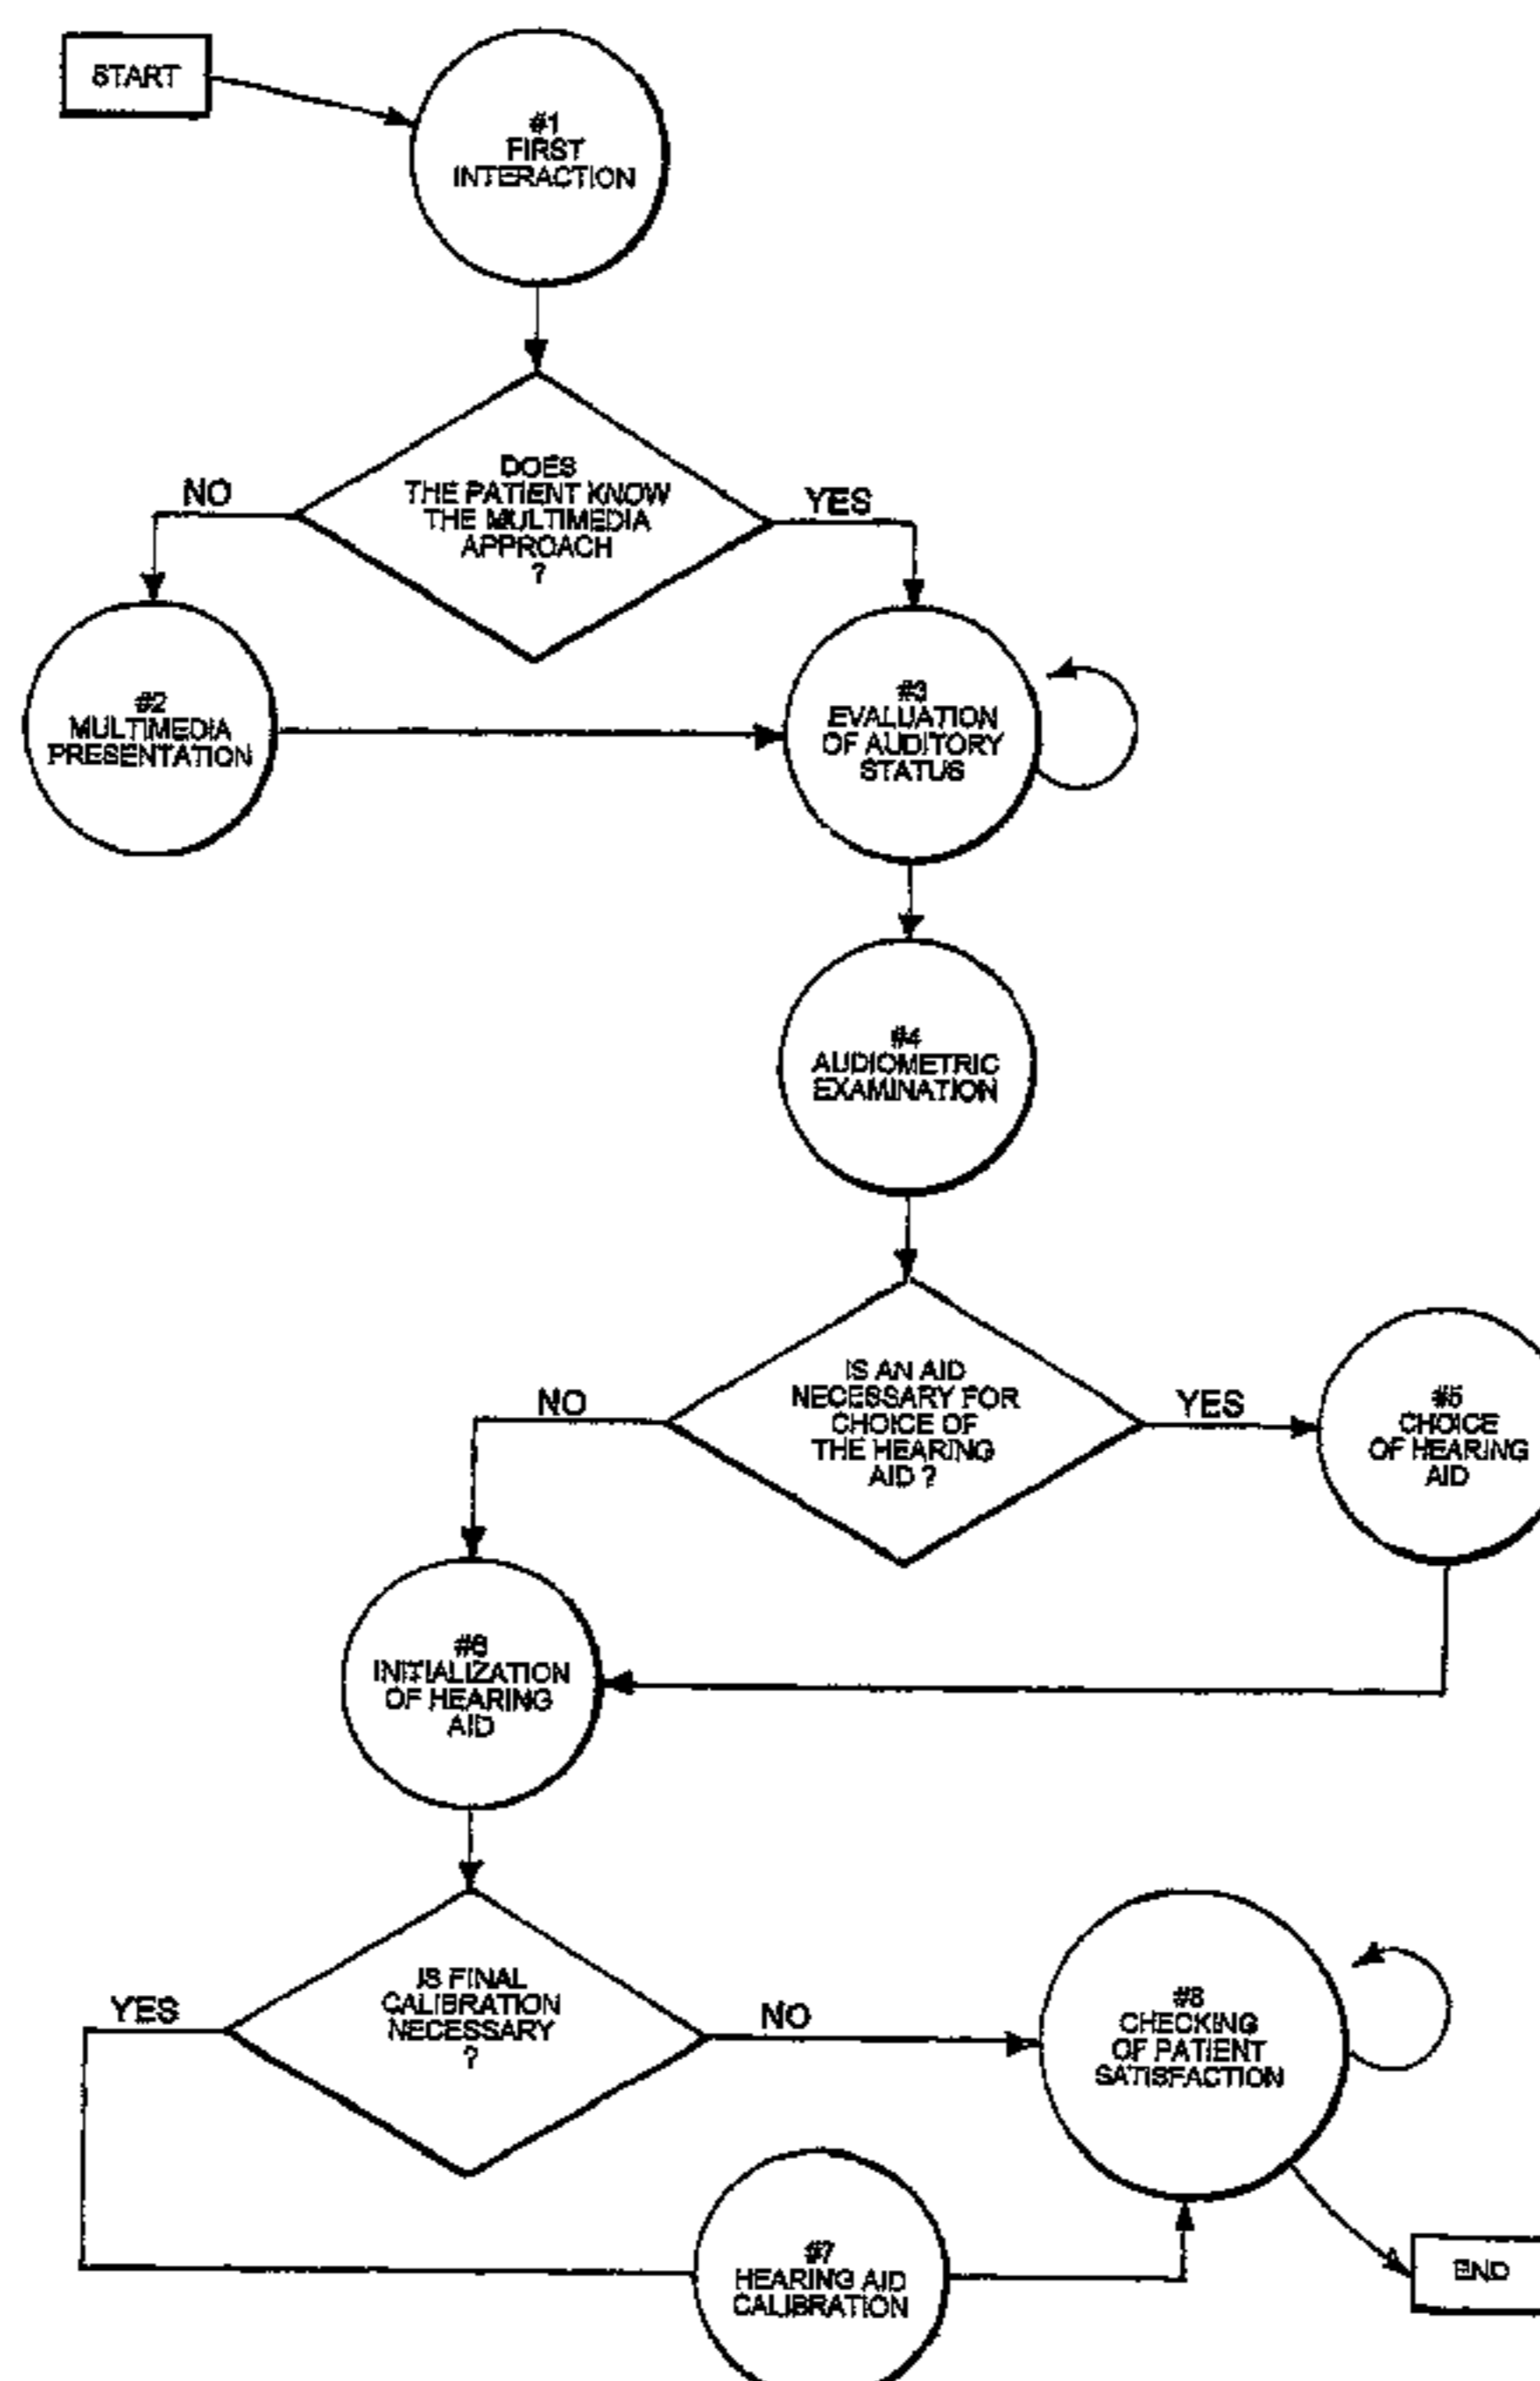 START
#1
FIRST
INTERACTION
DOES
THE PATIENT KNOW
THE MULTIMEDIA
APPROACH
?
NO
YES
#2
MULTIMEDIA
PRESENTATION
#3
EVALUATION
OF AUDITORY
STATUS
#4
AUDIOMETRIC
EXAMINATION
IS AN AID
NECESSARY FOR
CHOICE OF
THE HEARING
AID ?
NO
YES
#5
CHOICE
OF HEARING
AID
#6
INITIALIZATION
OF HEARING
AID
IS FINAL
CALIBRATION
NECESSARY
?
YES
NO
#8
CHECKING
OF PATIENT
SATISFACTION
#7
HEARING AID
CALIBRATION
END